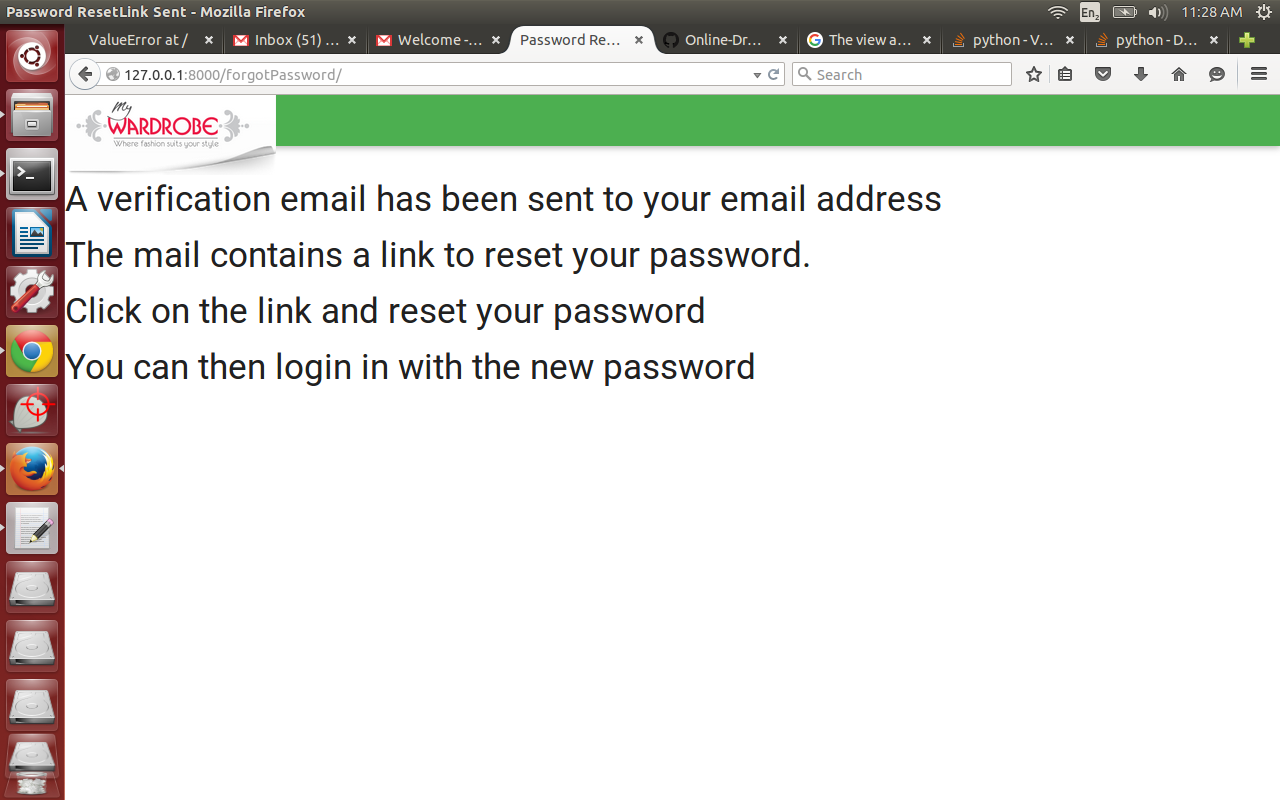 Password ResetLink Sent - Mozilla Firefox
En2
11:28 AM
ValueError at /
Inbox (51) ...
Welcome -...
Password Re...
Online-Dr...
The view a...
python - V...
python - D...
127.0.0.1:8000/forgotPassword/
Search
My
WARDROBE
Where fashion suits your style
A verification email has been sent to your email address
The mail contains a link to reset your password.
Click on the link and reset your password
You can then login in with the new password